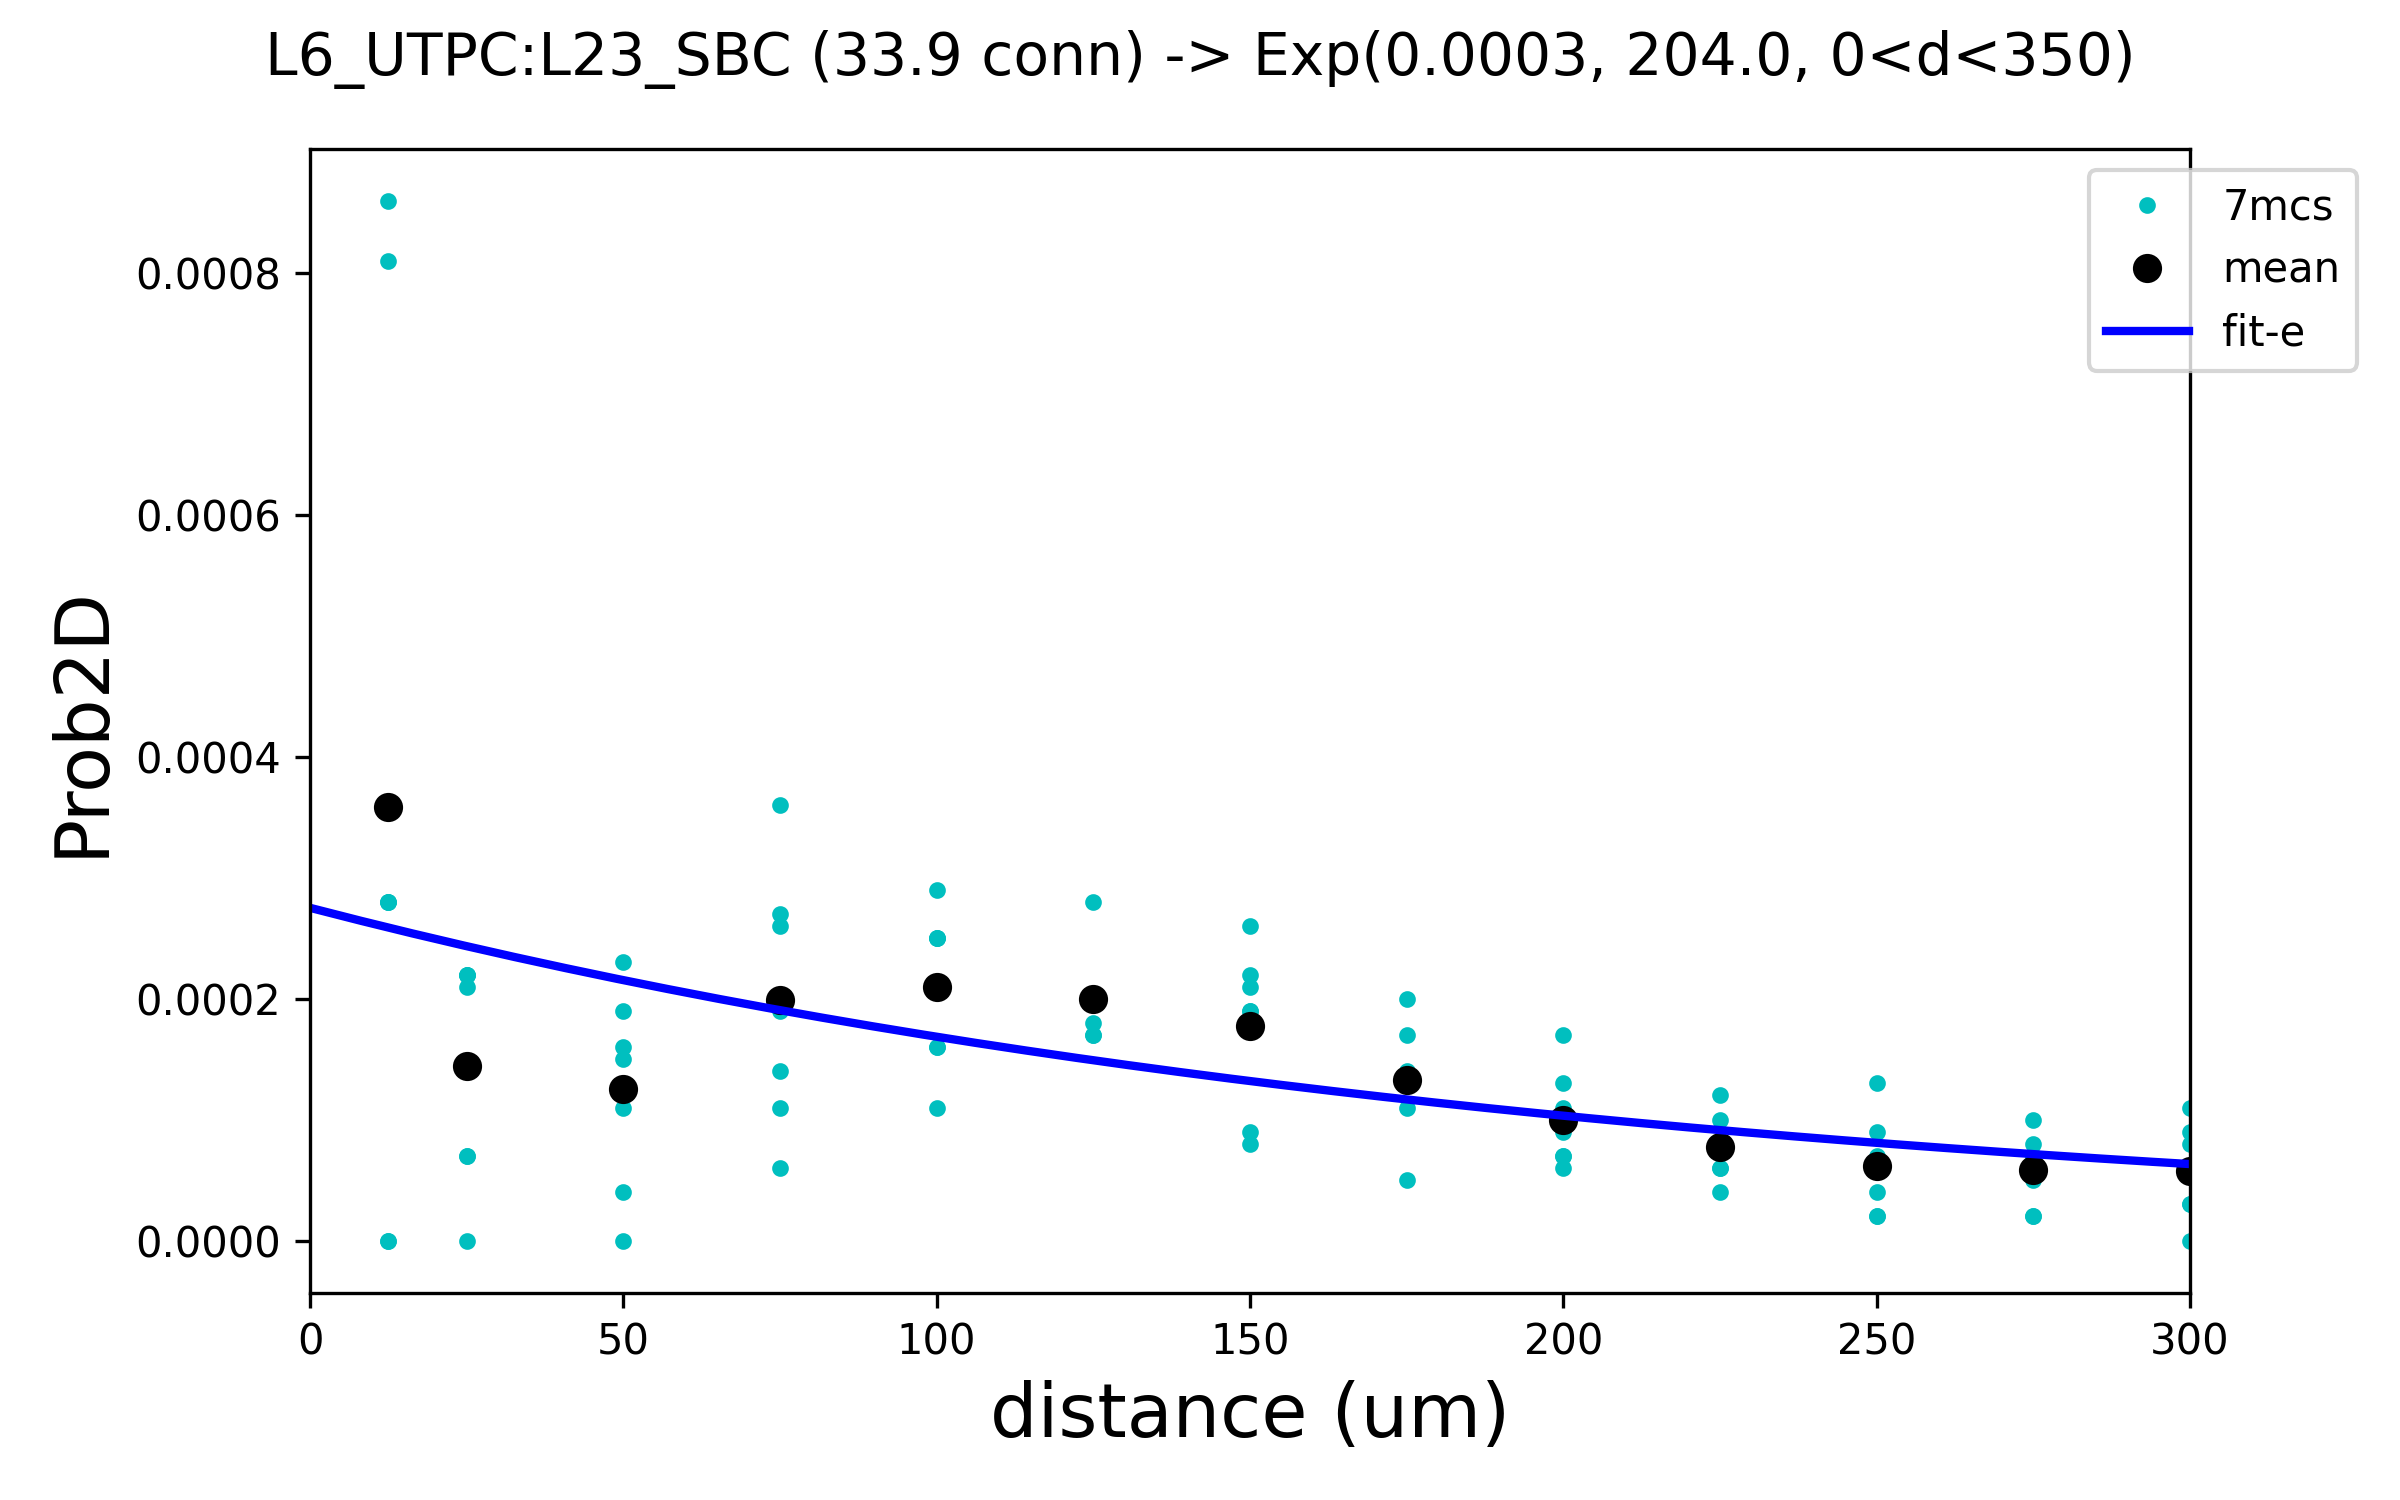 L6_UTPC:L23_SBC (33.9 conn) -> Exp(0.0003, 204.0, 0<d<350)
7mcs
mean
fit-e
0.0008
0.0006
0.0004
0.0002
0.0000
Prob2D
0 50 100 150 200 250 300
distance (um)